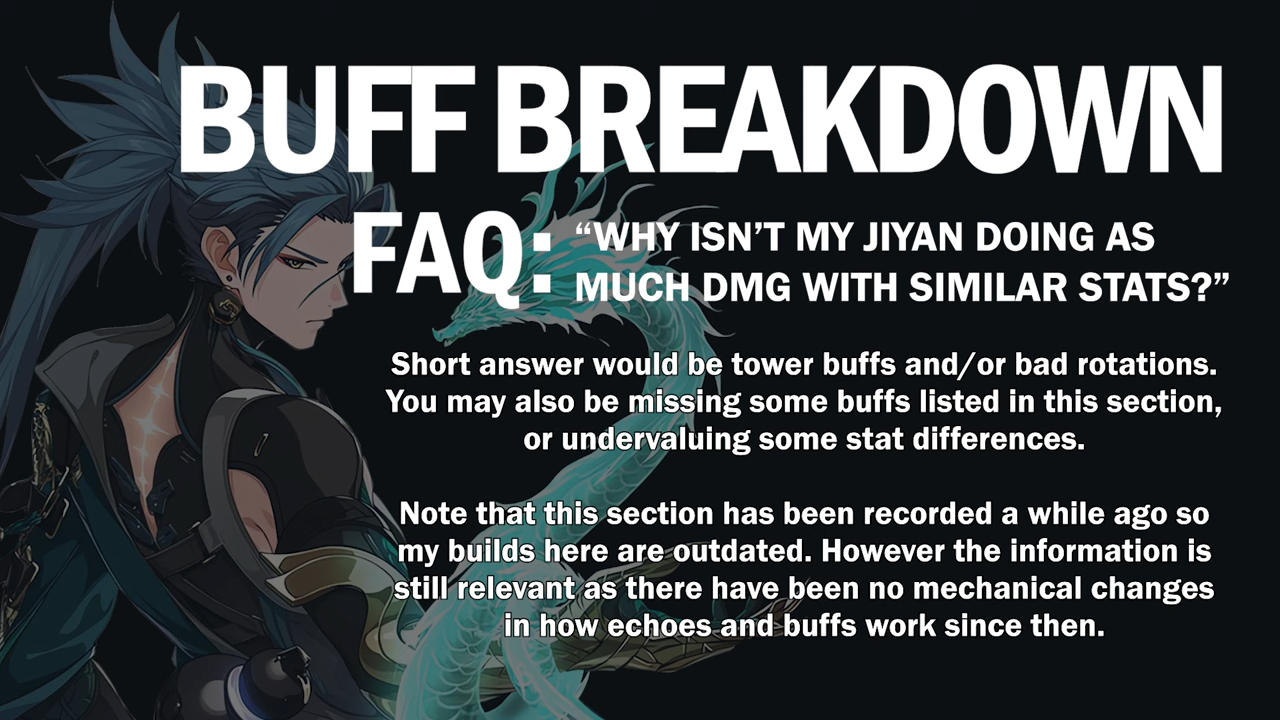 BUFF BREAKDOWN
FAQ: “WHY ISN’T MY JIYAN DOING AS
MUCH DMG WITH SIMILAR STATS?”
Short answer would be tower buffs and/or bad rotations.
You may also be missing some buffs listed in this section,
or undervaluing some stat differences.
Note that this section has been recorded a while ago so
my builds here are outdated. However the information is
still relevant as there have been no mechanical changes
in how echoes and buffs work since then.